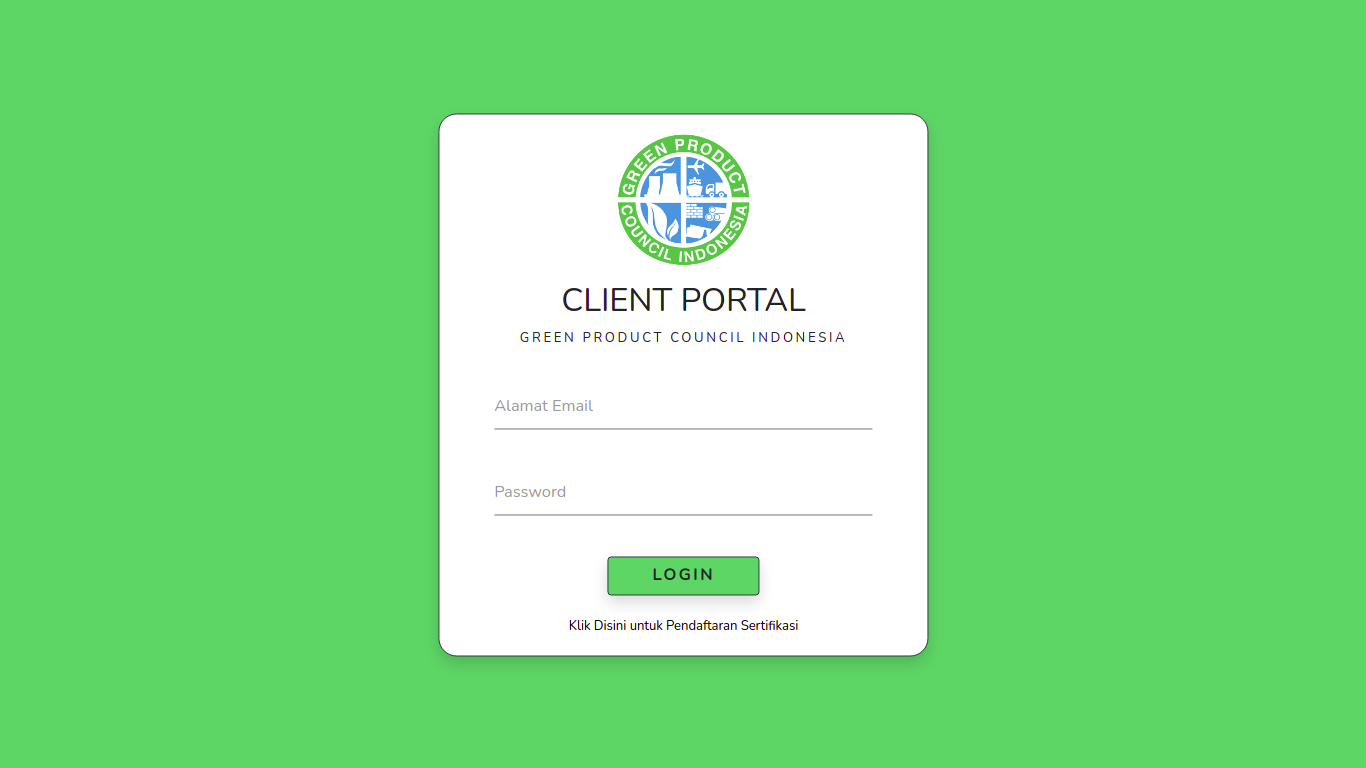 GREEN PRODUCT
COUNCIL INDONESIA
CLIENT PORTAL
GREEN PRODUCT COUNCIL INDONESIA
Alamat Email
Password
LOGIN
Klik Disini untuk Pendaftaran Sertifikasi